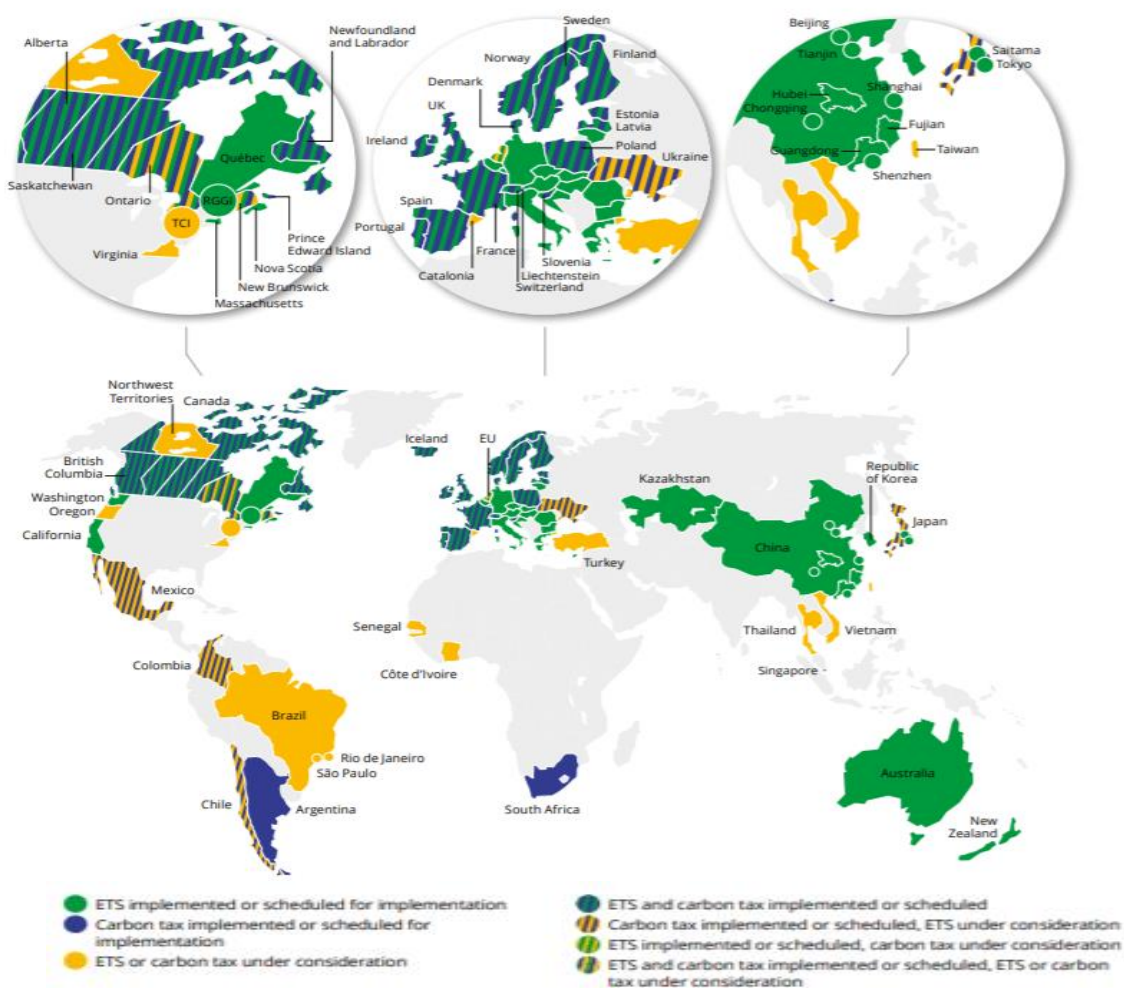 Alberta
Newfoundland
and Labrador
Québec
Saskatchewan
Ontario
RGGI
TCI
Virginia
Prince
Edward Island
Nova Scotia
New Brunswick
Massachusetts
Sweden
Norway
Finland
Denmark
UK
Estonia
Latvia
Ireland
Poland
Ukraine
Spain
Portugal
France
Slovenia
Catalonia
Liechtenstein
Switzerland
Beijing
Tianjin
Saitama
Tokyo
Shanghai
Hubei
Chongqing
Fujian
Guangdong
Taiwan
Shenzhen
Northwest
Territories
Canada
British
Columbia
Washington
Oregon
California
Mexico
Colombia
Brazil
Rio de Janeiro
São Paulo
Chile
Argentina
Iceland
EU
Turkey
Senegal
Côte d'Ivoire
South Africa
Kazakhstan
Republic
of Korea
Japan
China
Thailand
Vietnam
Singapore
Australia
New
Zealand
ETS implemented or scheduled for implementation
Carbon tax implemented or scheduled for
implementation
ETS or carbon tax under consideration
ETS and carbon tax implemented or scheduled
Carbon tax implemented or scheduled, ETS under consideration
ETS implemented or scheduled, carbon tax under consideration
ETS and carbon tax implemented or scheduled, ETS or carbon
tax under consideration